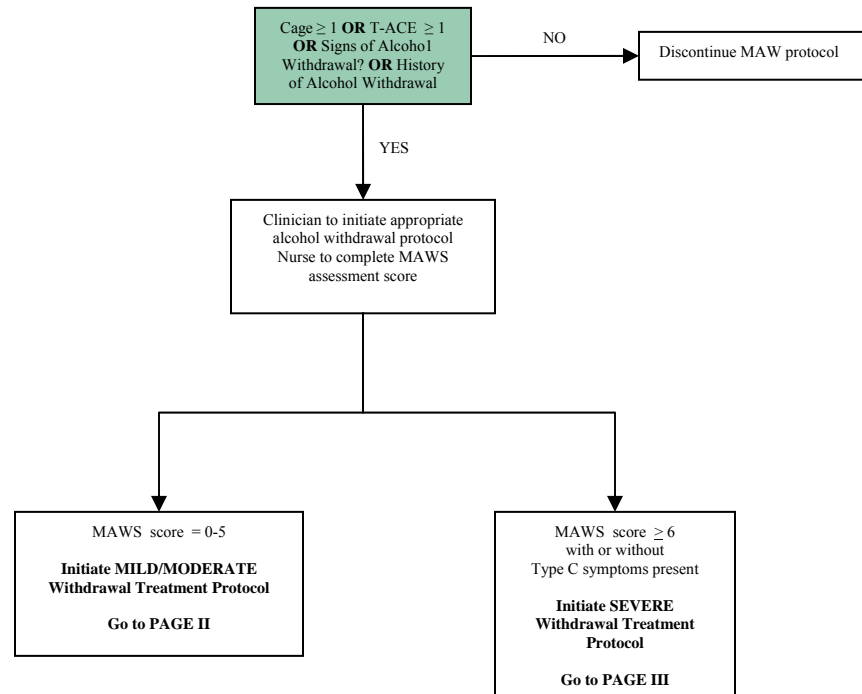 Cage ≥ 1 OR T-ACE ≥ 1
OR Signs of Alcohol
Withdrawal? OR History
of Alcohol Withdrawal
NO
Discontinue MAW protocol
YES
Clinician to initiate appropriate
alcohol withdrawal protocol
Nurse to complete MAWS
assessment score
MAWS score = 0-5
Initiate MILD/MODERATE
Withdrawal Treatment Protocol
Go to PAGE II
MAWS score ≥ 6
with or without
Type C symptoms present
Initiate SEVERE
Withdrawal Treatment
Protocol
Go to PAGE III